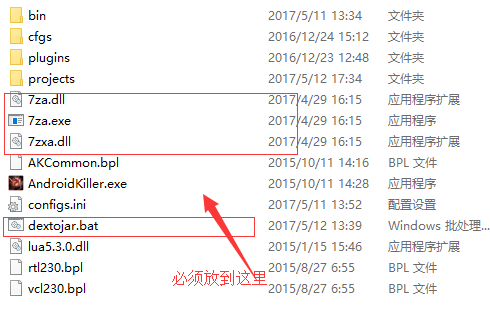 bin 2017/5/11 13:34 文件夹
cfgs 2016/12/24 15:12 文件夹
plugins 2016/12/23 12:48 文件夹
projects 2017/5/12 17:34 文件夹
7za.dll 2017/4/29 16:15 应用程序扩展
7za.exe 2017/4/29 16:15 应用程序
7zxa.dll 2017/4/29 16:15 应用程序扩展
AKCommon.bpl 2015/10/11 14:16 BPL 文件
AndroidKiller.exe 2015/10/11 14:28 应用程序
configs.ini 2017/5/11 13:52 配置设置
dextojar.bat 2017/5/12 13:39 Windows 批处理...
lua5.3.0.dll 2015/1/15 15:46 应用程序扩展
rtl230.bpl 2015/8/27 6:55 BPL 文件
必须放到这里
vcl230.bpl 2015/8/27 6:55 BPL 文件